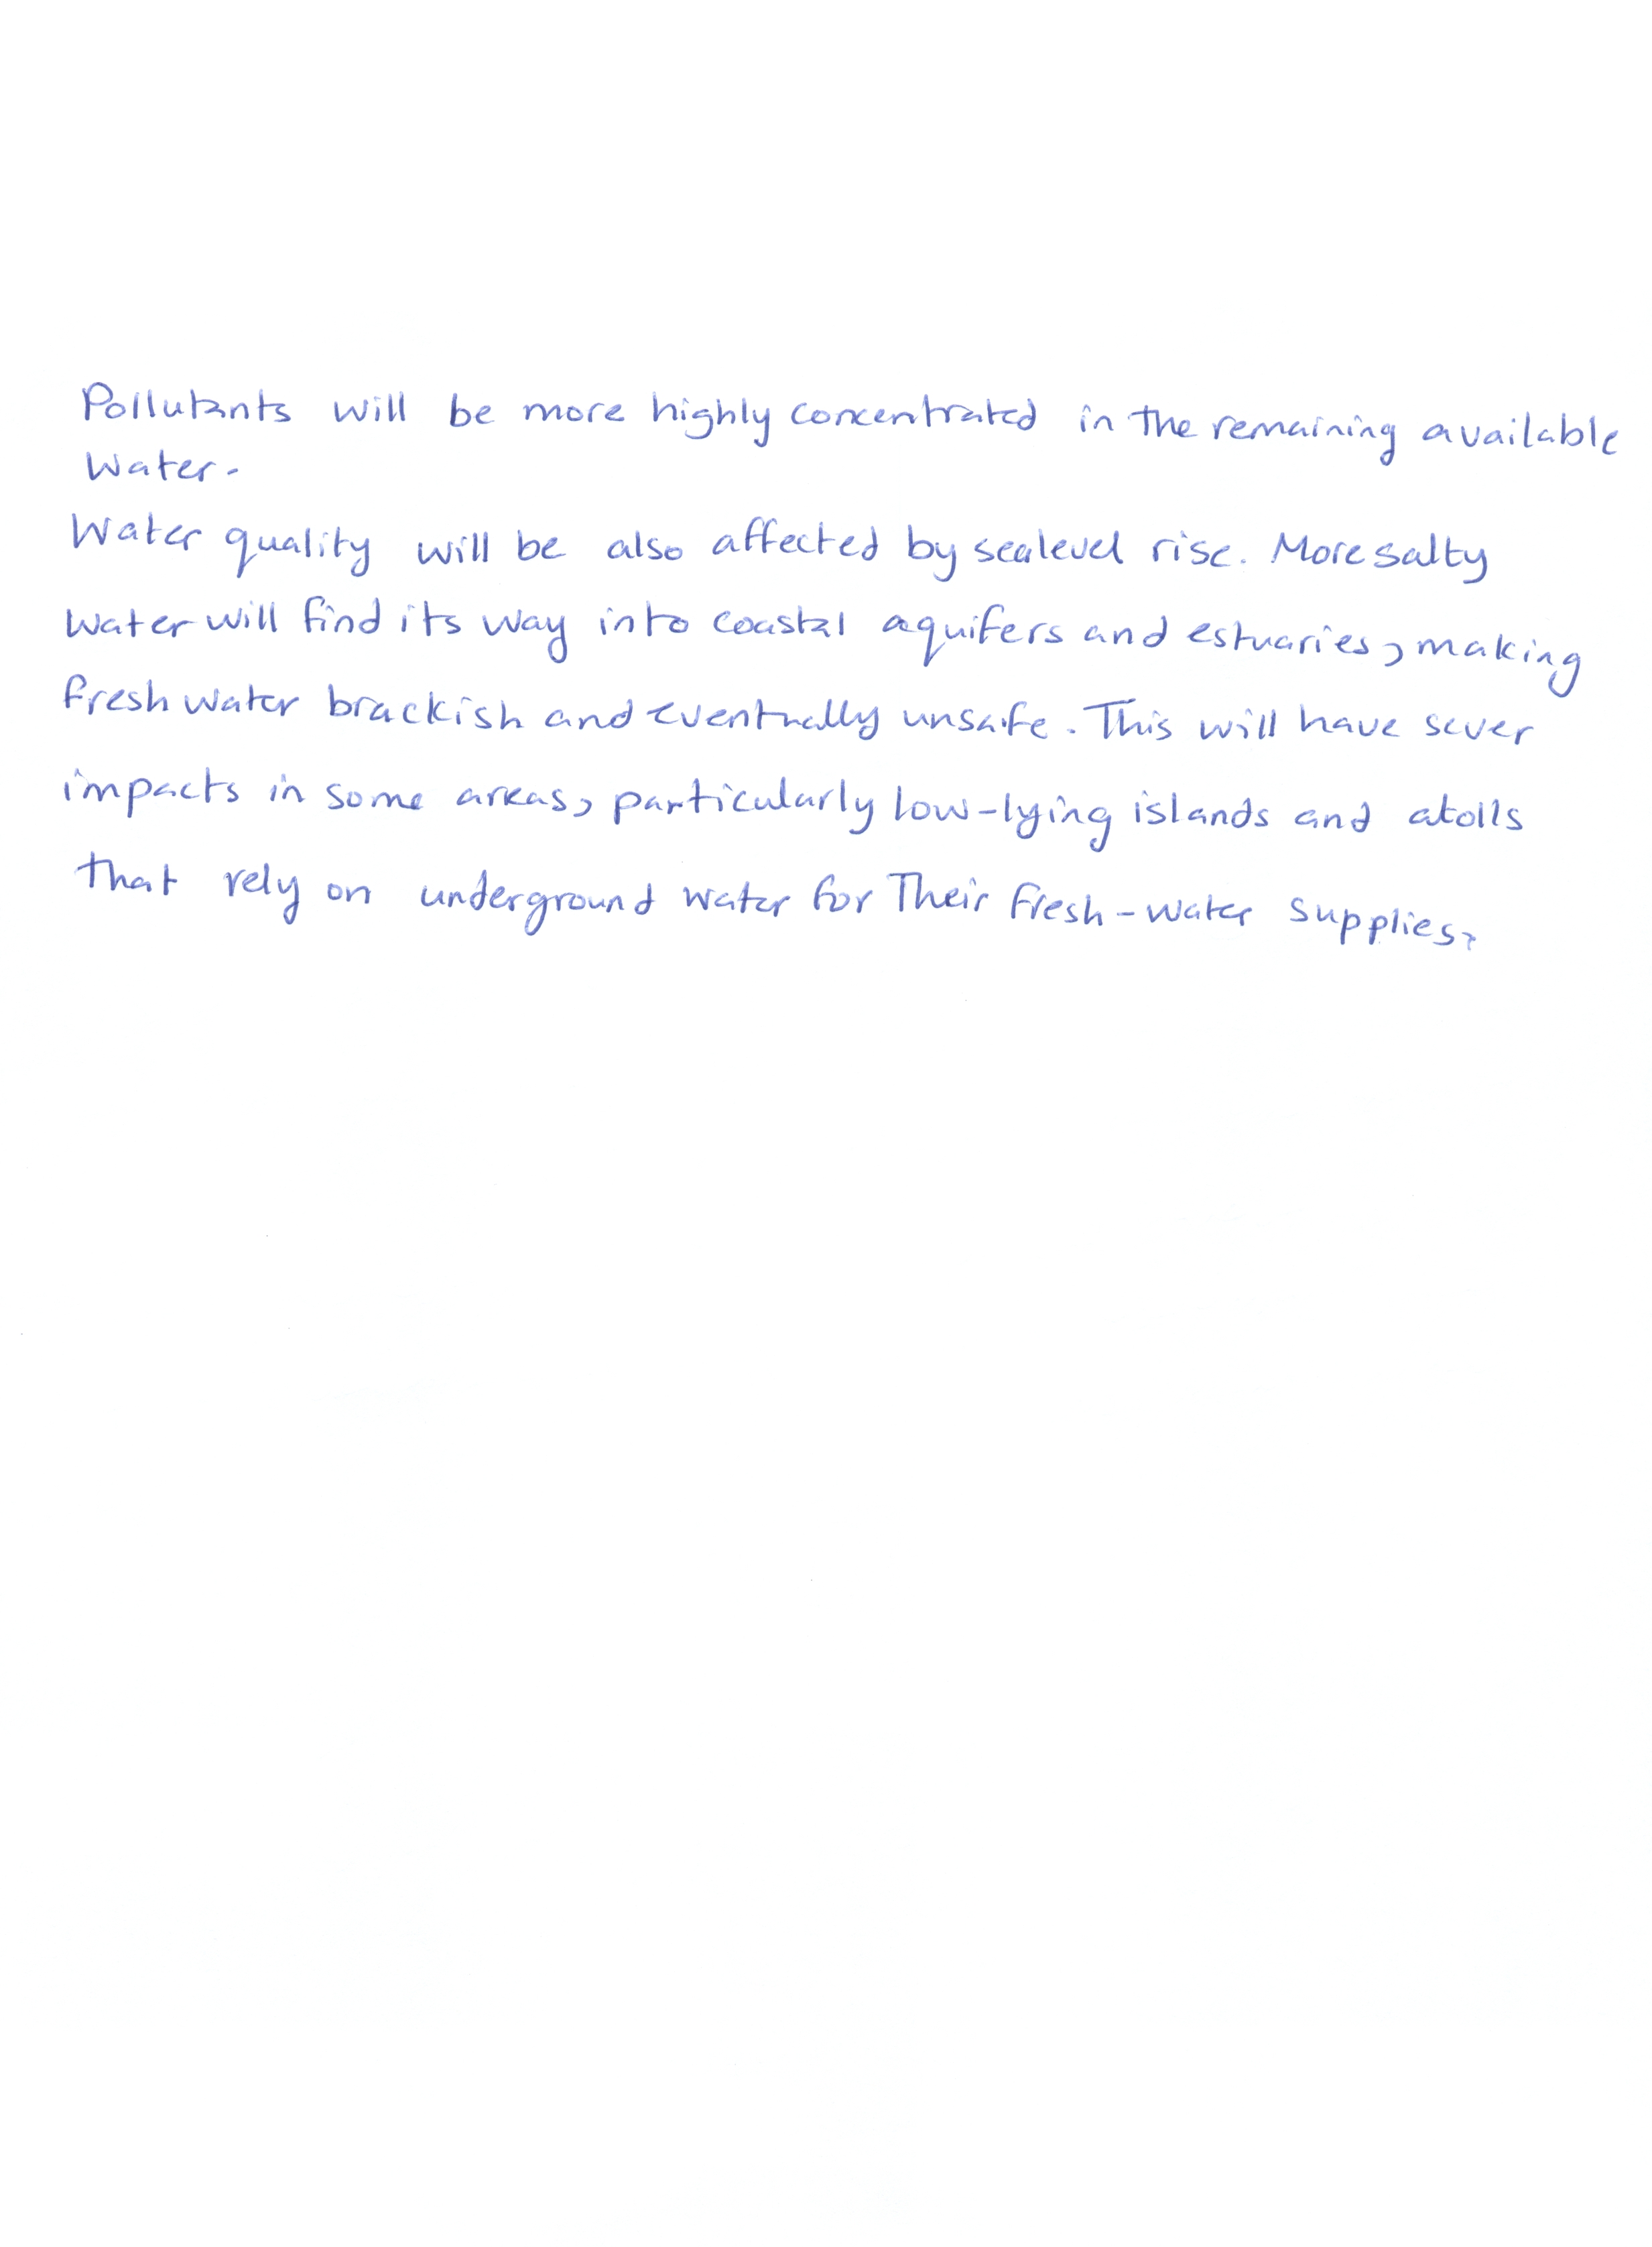 Pollutants will be more highly concentrated in the remaining available
Water.
Water quality will be also affected by sealevel rise. More salty
water will find its way into coastal aquifers and estuaries, making
fresh water brackish and eventually unsafe. This will have sever
impacts in some areas, particularly low-lying islands and atolls
that rely on underground water for Their fresh-water supplies,